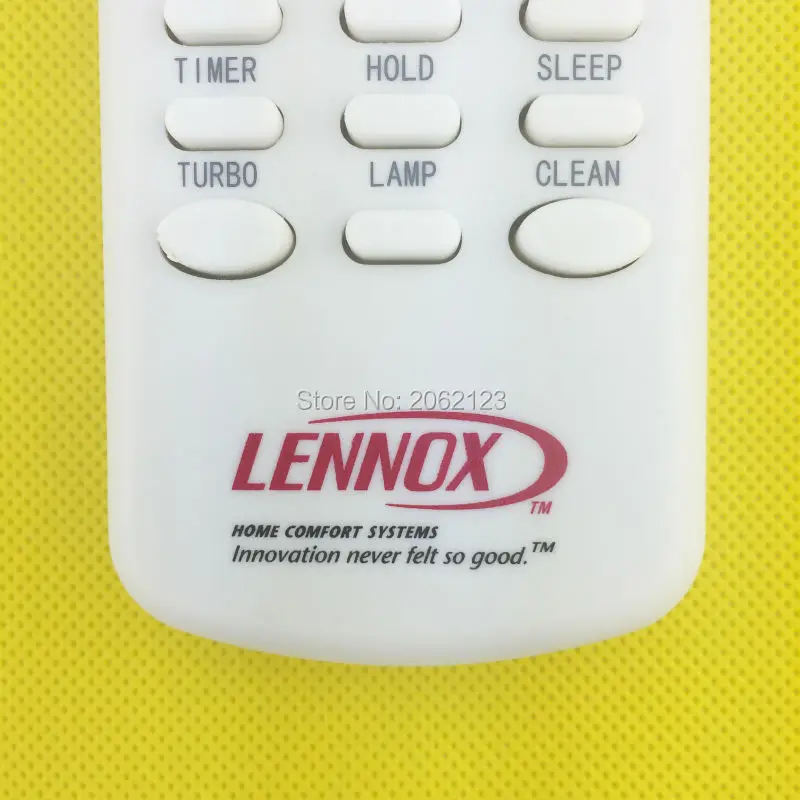 TIMER HOLD SLEEP
TURBO LAMP CLEAN
Store No: 2062123
LENNOX
TM
HOME COMFORT SYSTEMS
Innovation never felt so good.™